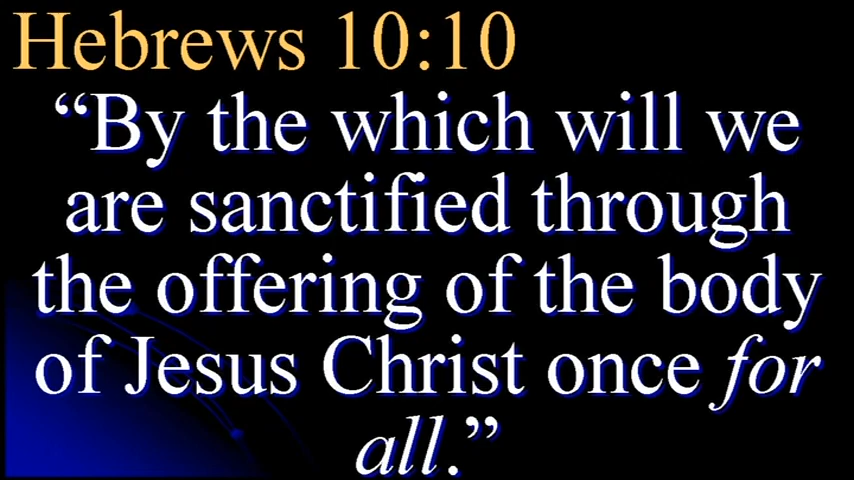 Hebrews 10:10
“By the which will we
are sanctified through
the offering of the body
of Jesus Christ once for
all.”